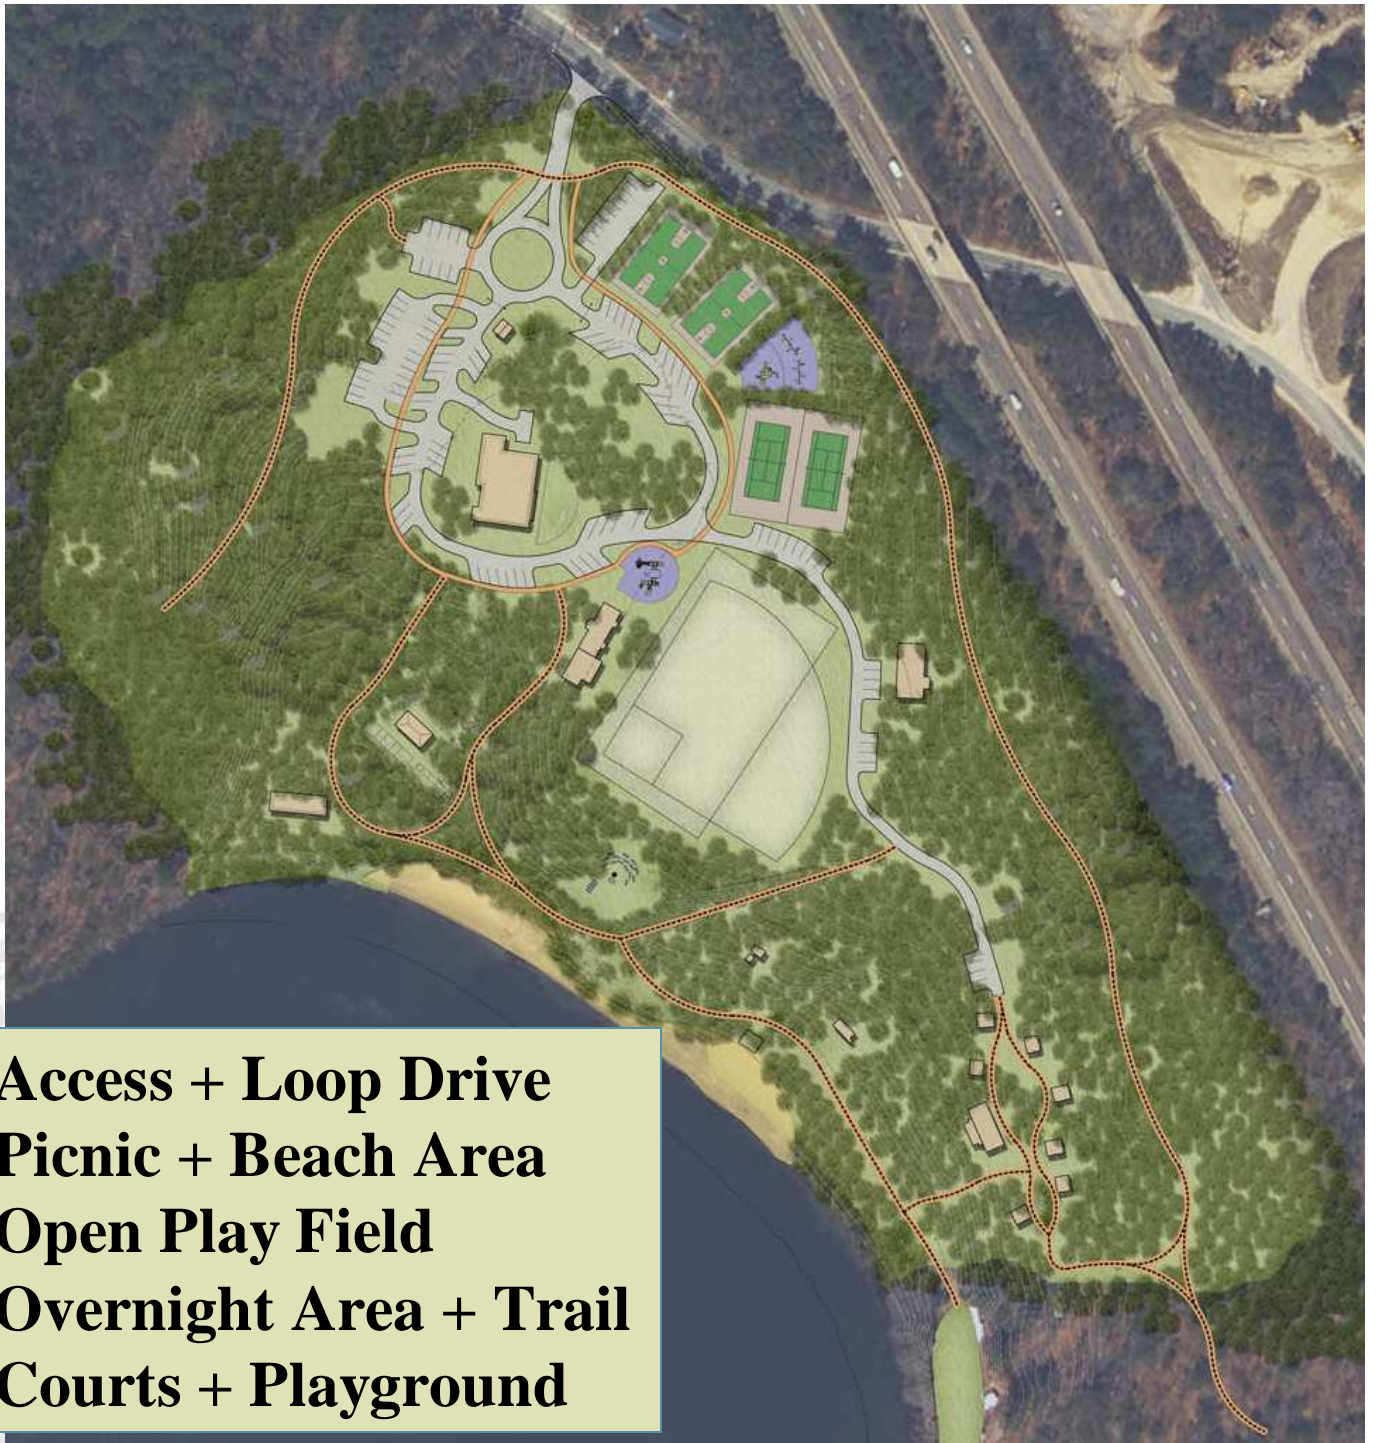 Access + Loop Drive
Picnic + Beach Area
Open Play Field
Overnight Area + Trail
Courts + Playground